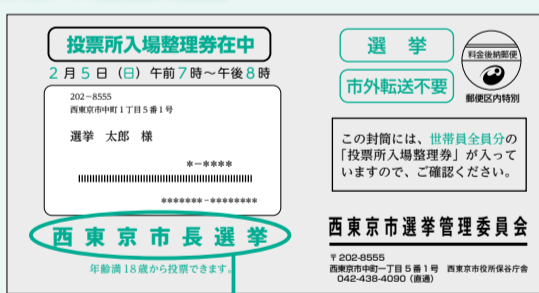 投票所入場整理券在中
2月5日(日)午前7時~午後8時
202-8555
西東京市中町1丁目5番1号
選挙 太郎 様
*-****
*******-********
西東京市長選挙
年齢満18歳から投票できます。
選挙
市外転送不要
料金後納郵便
郵便区内特別
この封筒には、世帯員全員分の
「投票所入場整理券」が入って
いますので、ご確認ください。
西東京市選挙管理委員会
〒202-8555
西東京市中町一丁目5番1号 西東京市役所保谷庁舎
042-438-4090(直通)